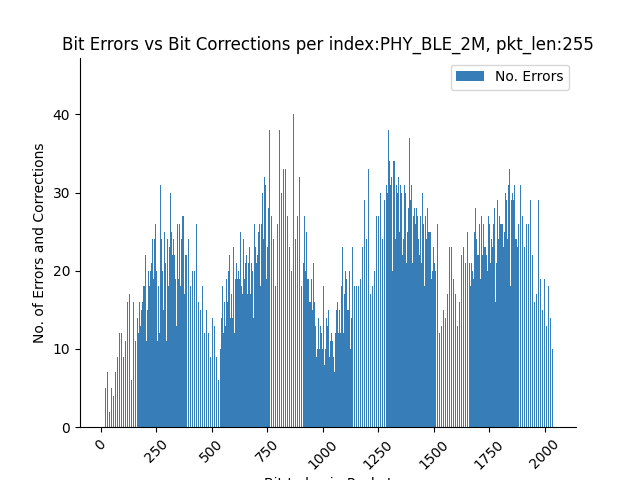 Bit Errors vs Bit Corrections per index:PHY_BLE_2M, pkt_len:255
No. Errors
No. of Errors and Corrections
40
30
20
10
0
0 250 500 750 1000 1250 1500 1750 2000